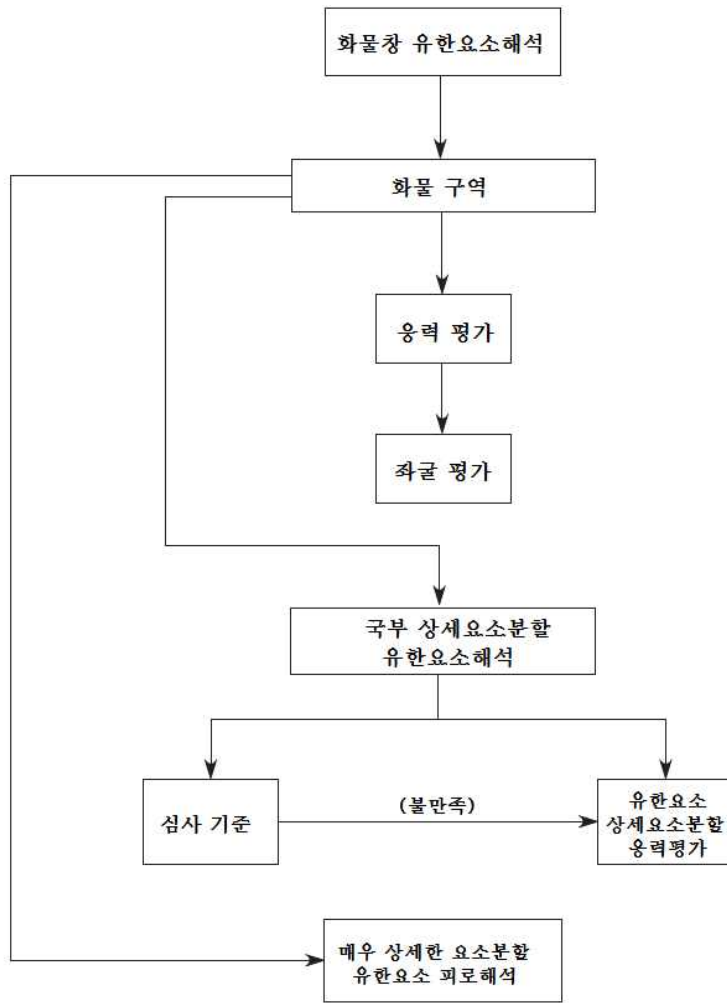 화물창 유한요소해석
화물 구역
응력 평가
좌굴 평가
국부 상세요소분할
유한요소해석
심사 기준
(불만족)
유한요소
상세요소분할
응력평가
매우 상세한 요소분할
유한요소 피로해석